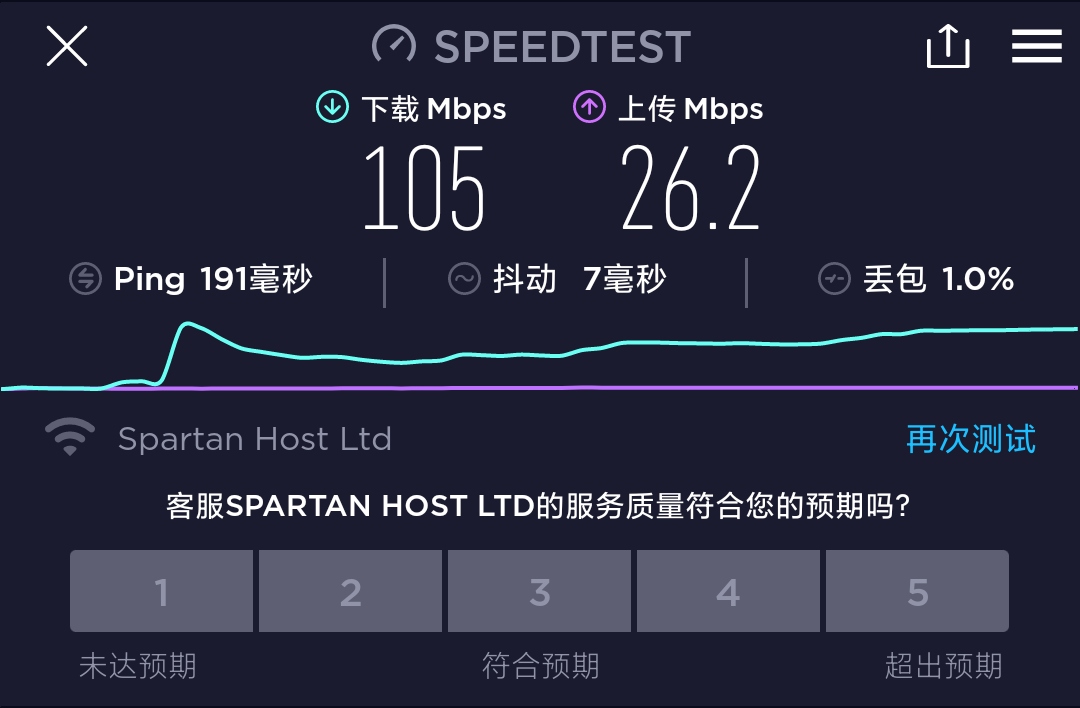 SPEEDTEST
下载 Mbps 上传 Mbps
105 26.2
Ping 191毫秒 抖动 7毫秒 丢包 1.0%
Spartan Host Ltd 再次测试
客服SPARTAN HOST LTD的服务质量符合您的预期吗?
1 2 3 4 5
未达预期 符合预期 超出预期